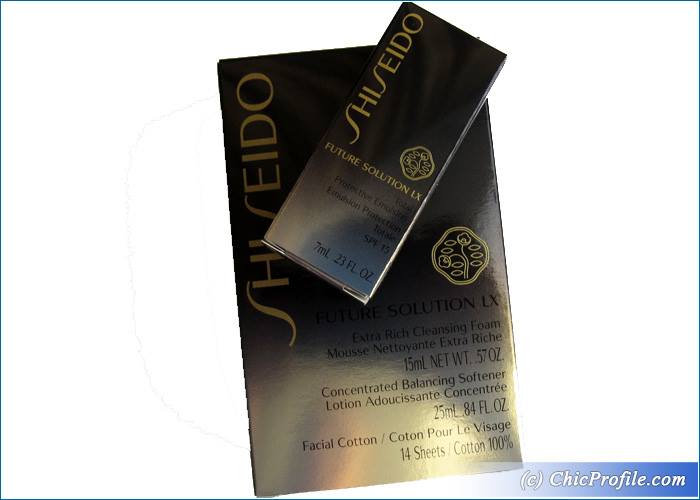 SHISEIDO
FUTURE SOLUTION LX
Total
Protective Emulsion
Emulsion Protection
Totale
SPF 15
7mL .23 FL.OZ.
SHISEIDO
FUTURE SOLUTION LX
Extra Rich Cleansing Foam
Mousse Nettoyante Extra Riche
15mL NET WT. .57 OZ.
Concentrated Balancing Softener
Lotion Adoucissante Concentrée
25mL .84 FL. OZ.
Facial Cotton / Coton Pour Le Visage
14 Sheets / Cotton 100%
(c) ChicProfile.com